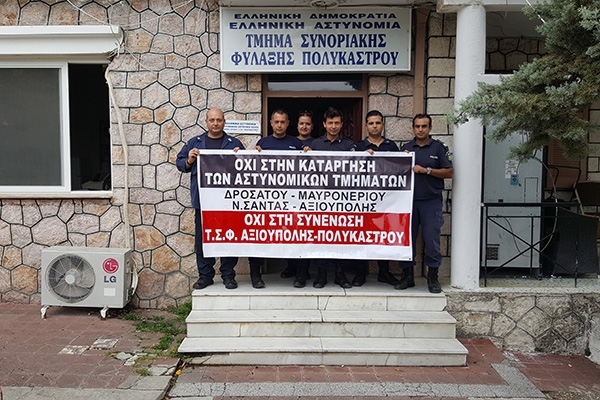 ΕΛΛΗΝΙΚΗ ΔΗΜΟΚΡΑΤΙΑ
ΕΛΛΗΝΙΚΗ ΑΣΤΥΝΟΜΙΑ
ΤΜΗΜΑ ΣΥΝΟΡΙΑΚΗΣ
ΦΥΛΑΞΗΣ ΠΟΛΥΚΑΣΤΡΟΥ
ΟΧΙ ΣΤΗΝ ΚΑΤΑΡΓΗΣΗ
ΤΩΝ ΑΣΤΥΝΟΜΙΚΩΝ ΤΜΗΜΑΤΩΝ
ΔΡΟΣΑΤΟΥ - ΜΑΥΡΟΝΕΡΙΟΥ
Ν.ΣΑΝΤΑΣ - ΑΞΙΟΥΠΟΛΗΣ
ΟΧΙ ΣΤΗ ΣΥΝΕΝΩΣΗ
Τ.Σ.Φ. ΑΞΙΟΥΠΟΛΗΣ-ΠΟΛΥΚΑΣΤΡΟΥ
LG